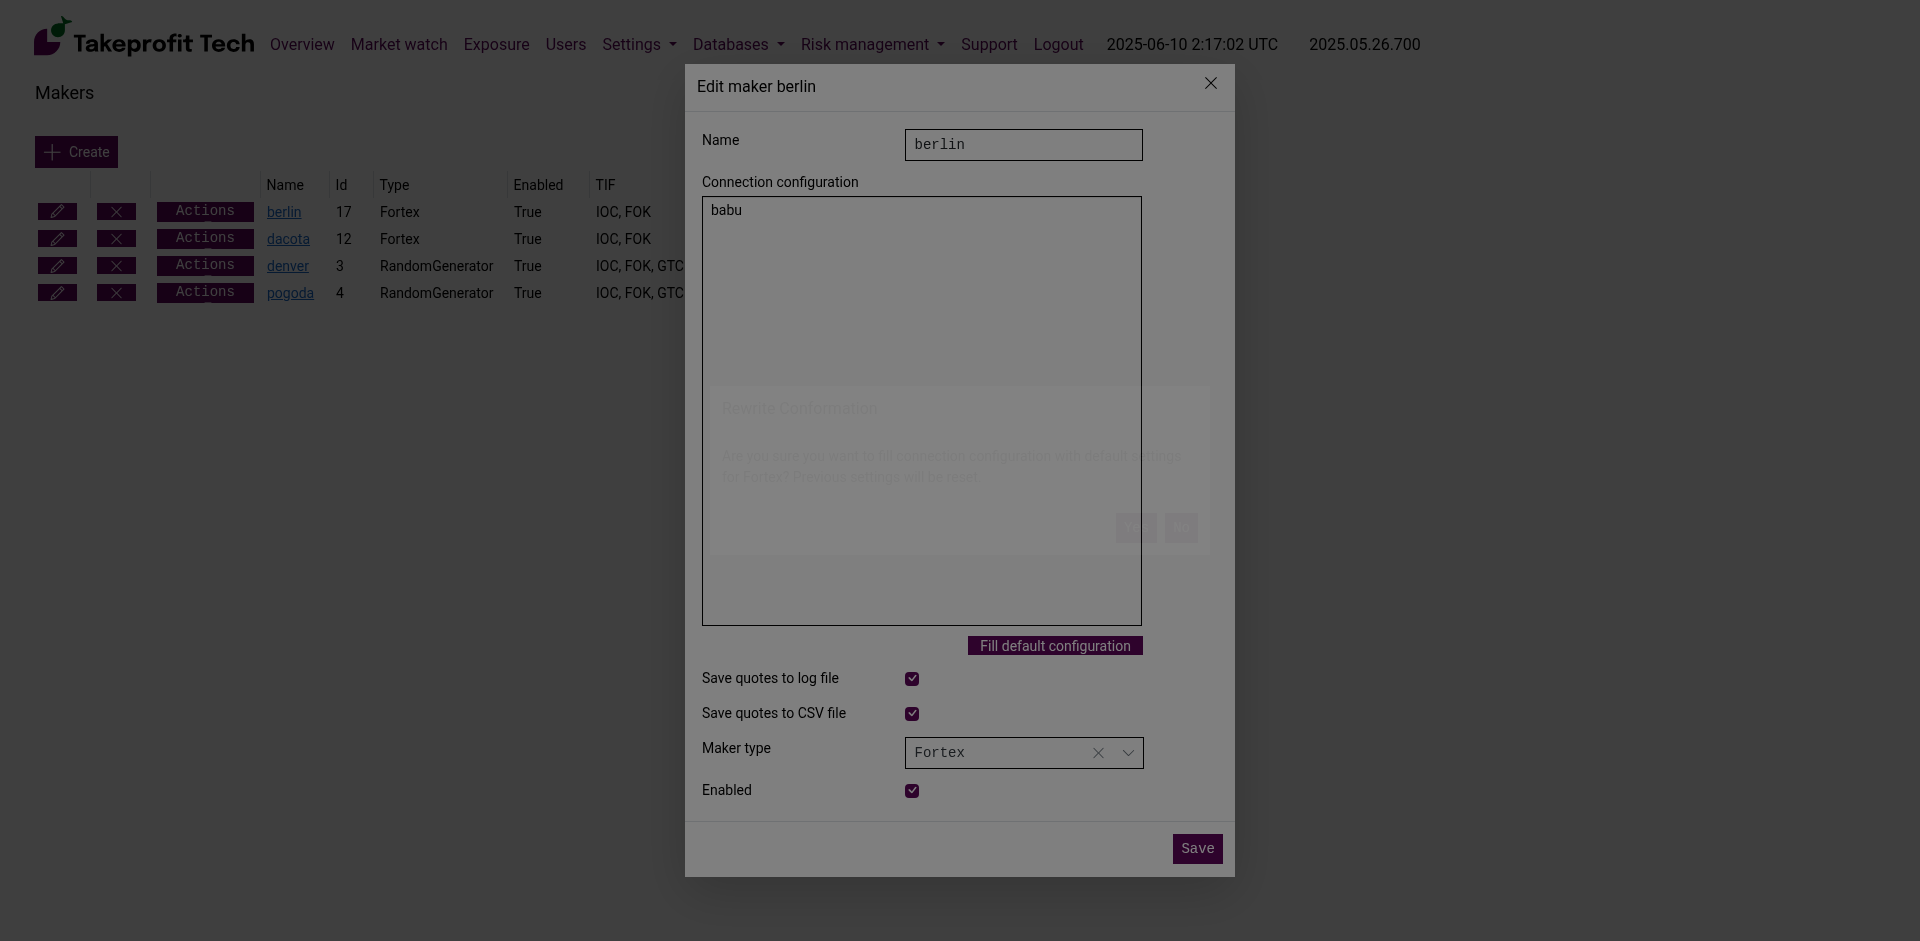 Takeprofit Tech Overview Market watch Exposure Users Settings Databases Risk management Support Logout 2025-06-10 2:17:02 UTC 2025.05.26.700
Makers
Create
Name Id Type Enabled TIF
Actions berlin 17 Fortex True IOC, FOK
Actions dacota 12 Fortex True IOC, FOK
Actions denver 3 RandomGenerator True IOC, FOK, GTC
Actions pogoda 4 RandomGenerator True IOC, FOK, GTC
Edit maker berlin
Name berlin
Connection configuration
babu
Rewrite Conformation
Are you sure you want to fill connection configuration with default settings
for Fortex? Previous settings will be reset.
Fill default configuration
Save quotes to log file
Save quotes to CSV file
Maker type Fortex
Enabled
Save